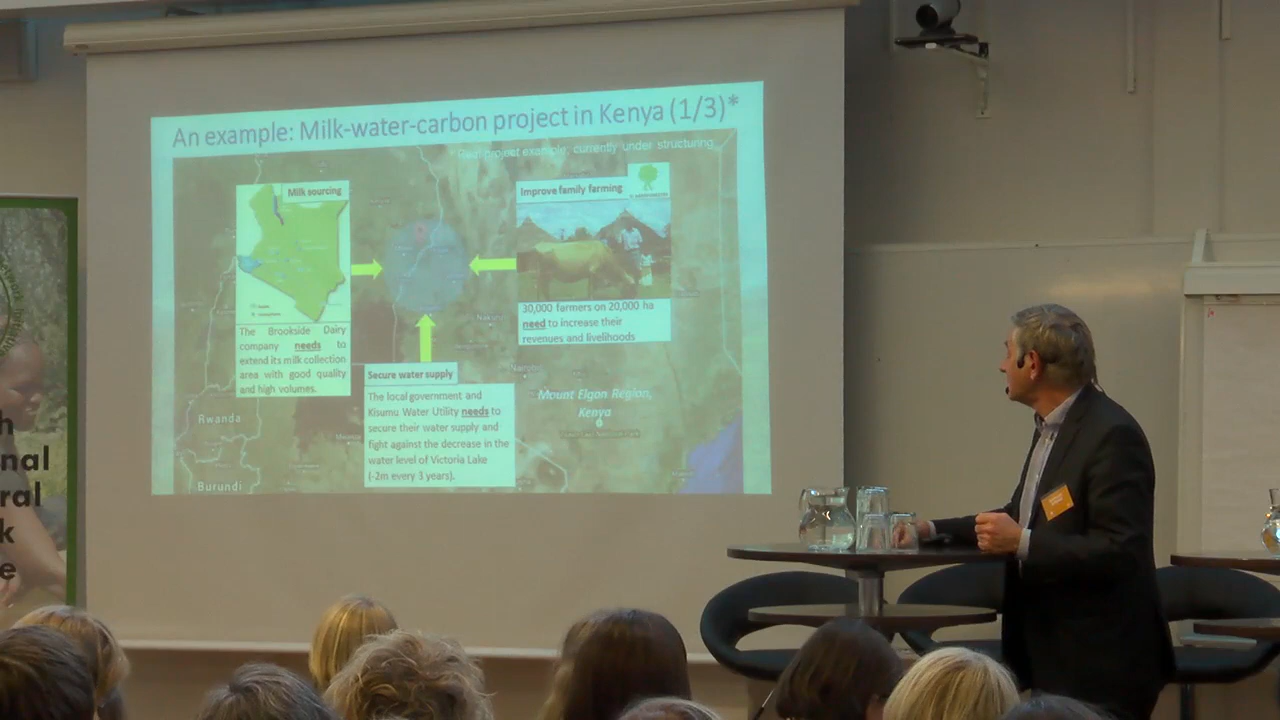 An example: Milk-water-carbon project in Kenya (1/3)*
* Real project example, currently under structuring
Milk sourcing
The Brookside Dairy
company needs to
extend its milk collection
area with good quality
and high volumes.
Improve family farming
30,000 farmers on 20,000 ha
need to increase their
revenues and livelihoods
Secure water supply
The local government and
Kisumu Water Utility needs to
secure their water supply and
fight against the decrease in the
water level of Victoria Lake
(-2m every 3 years).
Mount Elgon Region,
Kenya
Rwanda
Burundi
h
nal
ral
k
e